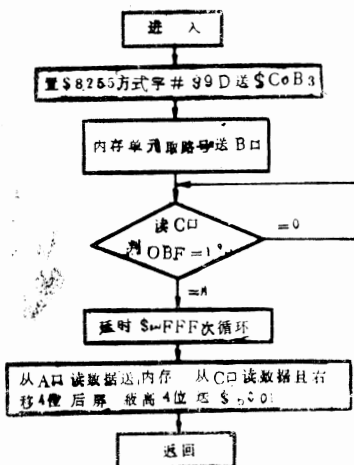 进 入
置$8255方式字#99D送$C0B3
内存单元取路号送B口
读C口
判OBF=1?
=0
延时 FFF次循环
从A口读数据送内存 从C口读数据且右
移4位后屏 最高4位送
返回